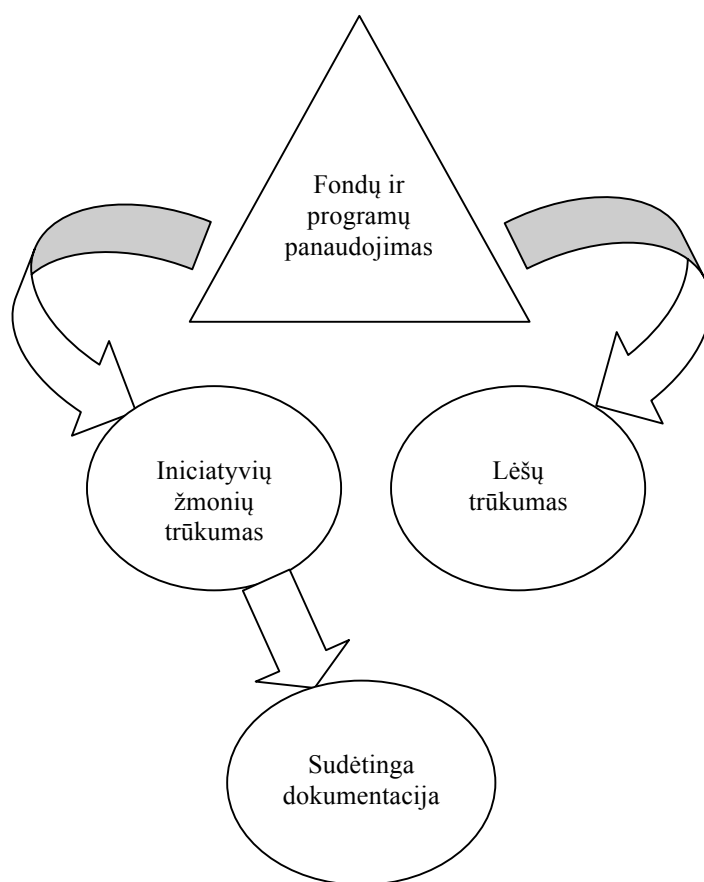 Fondų ir
programų
panaudojimas
Iniciatyvių
žmonių
trūkumas
Lėšų
trūkumas
Sudėtinga
dokumentacija